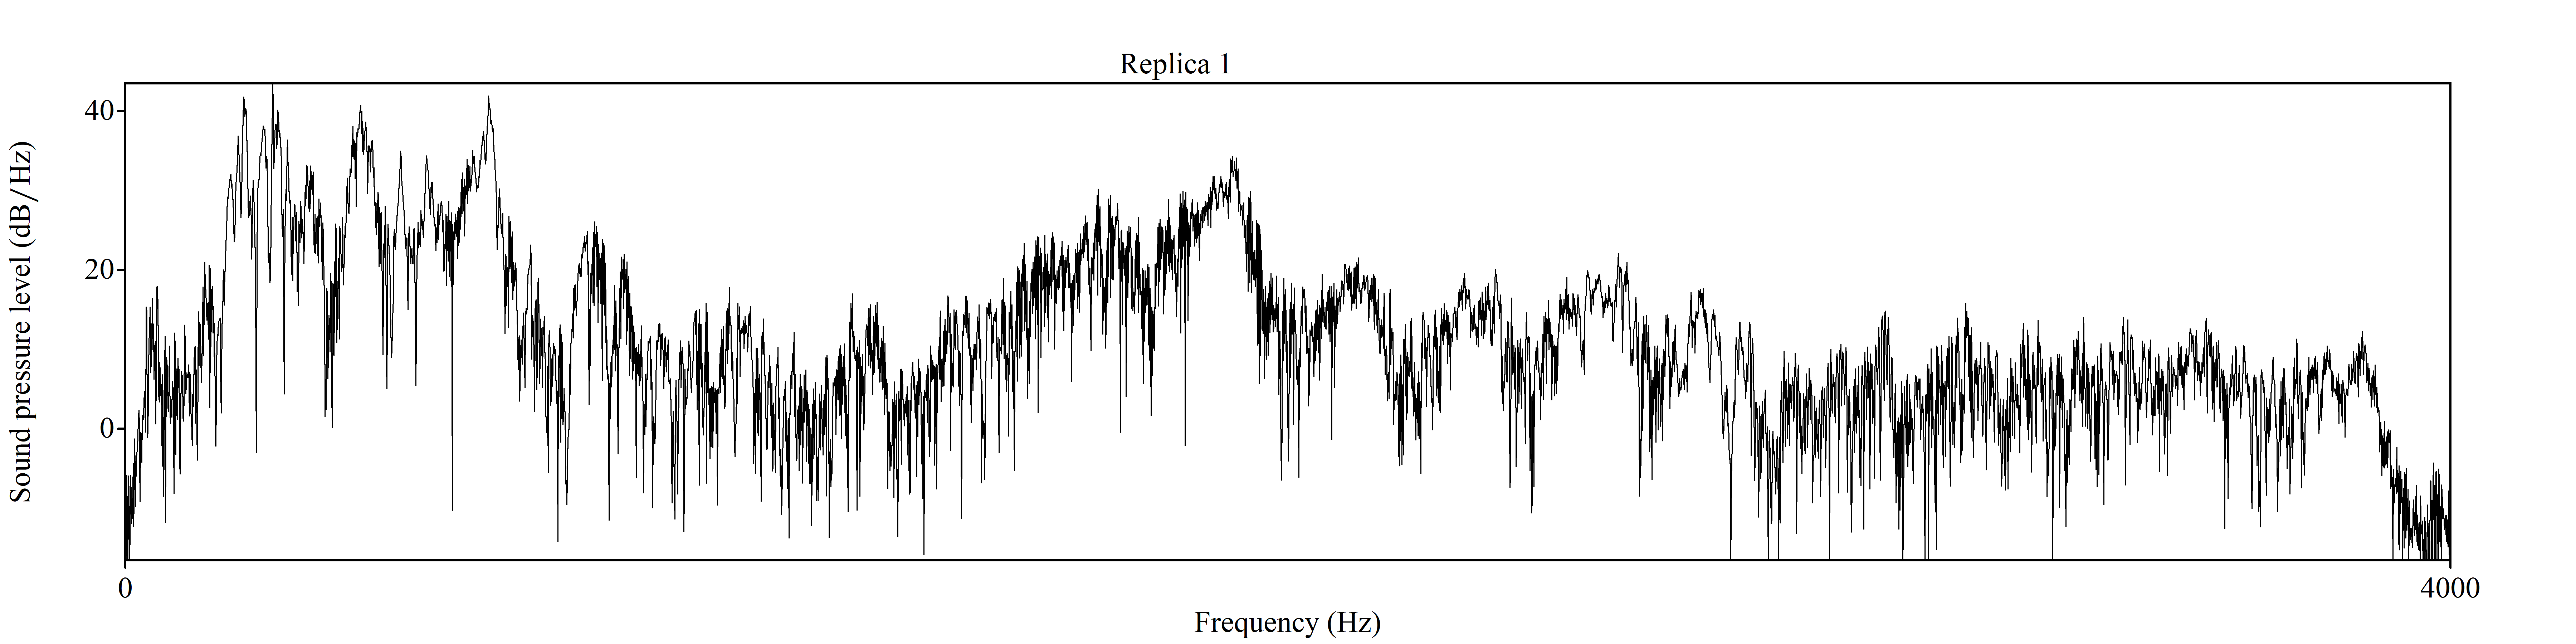 Replica 1
Sound pressure level (dB/Hz)
40
20
0
0
4000
Frequency (Hz)